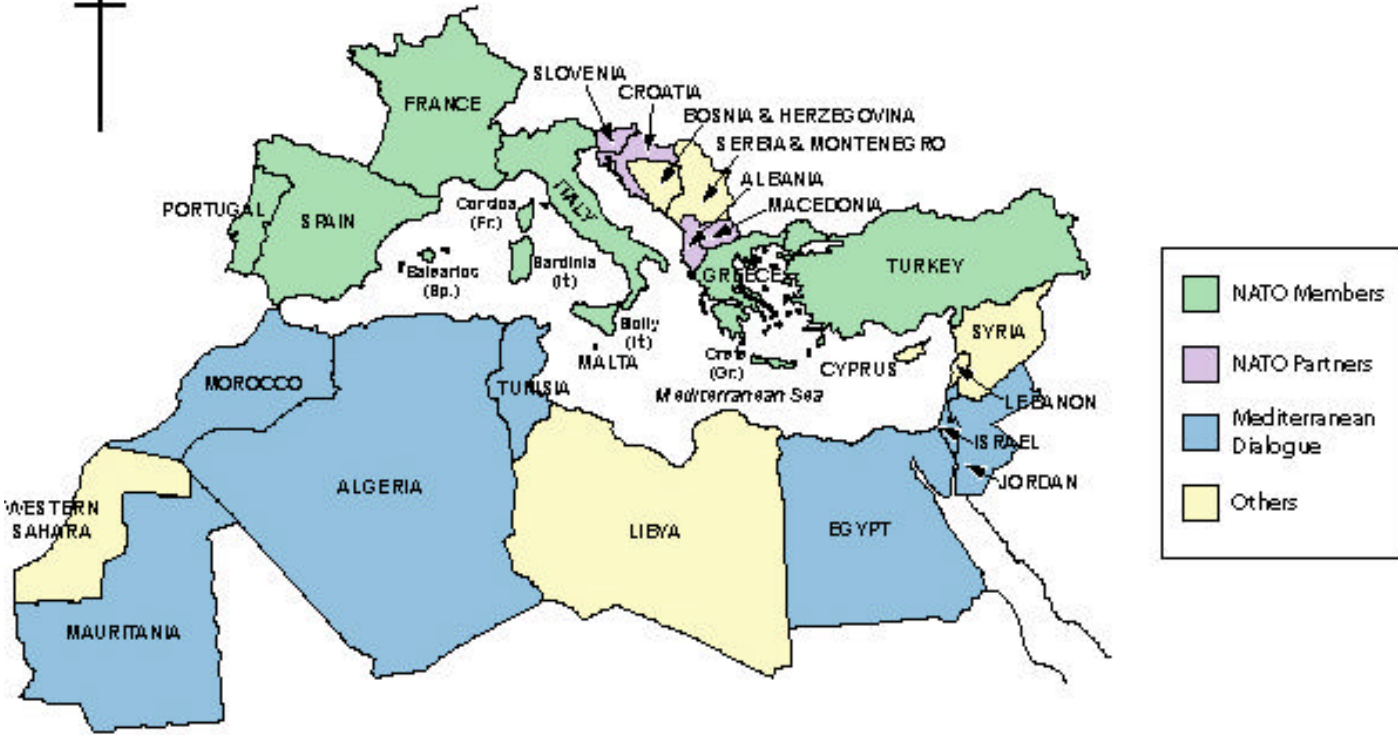 SLOVENIA
CROATIA
FRANCE
BOSNIA & HERZEGOVINA
SERBIA & MONTENEGRO
ALBANIA
MACEDONIA
PORTUGAL
SPAIN
Corsica
(Fr.)
ITALY
Balearics
(Sp.)
Sardinia
(It)
GREECE
TURKEY
Sicily
(It)
MALTA
Crete
(Gr.)
CYPRUS
SYRIA
Mediterranean Sea
LEBANON
ISRAEL
JORDAN
MOROCCO
TUNISIA
ALGERIA
LIBYA
EGYPT
WESTERN
SAHARA
MAURITANIA
NATO Members
NATO Partners
Mediterranean
Dialogue
Others